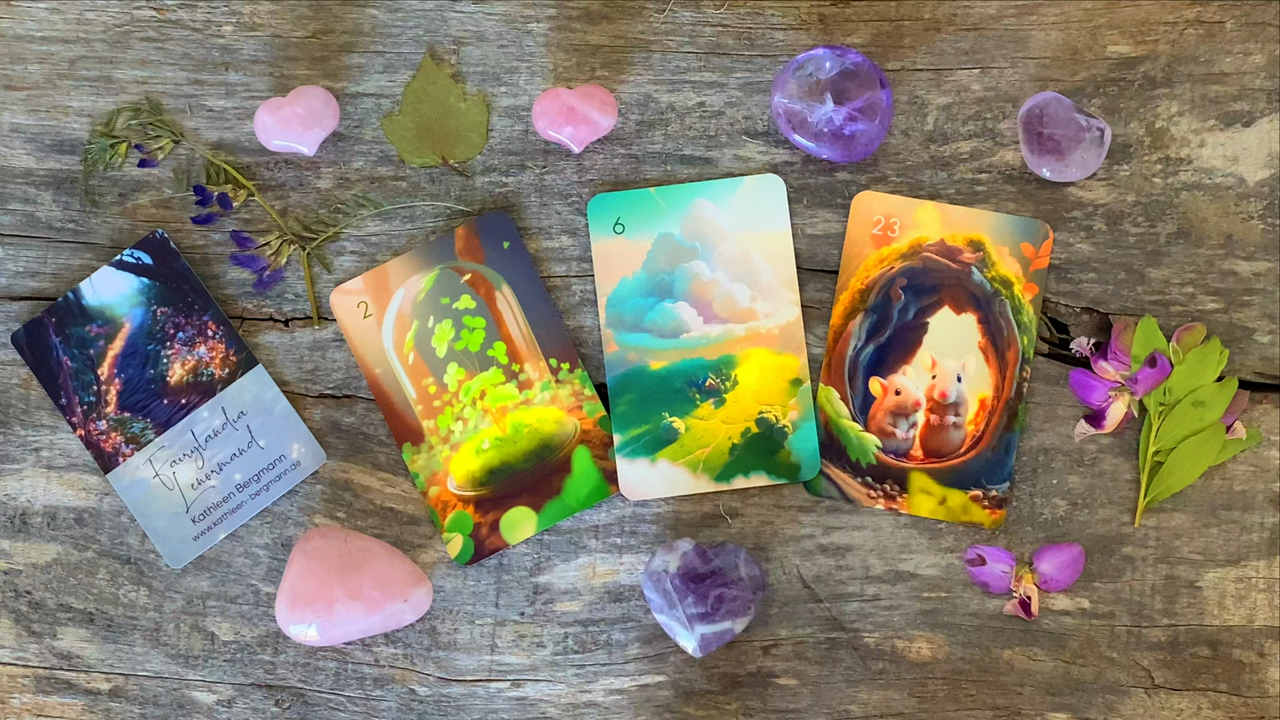 Fairylandia
Lenormand
Kathleen Bergmann
www.kathleen-bergmann.de
2
6
23